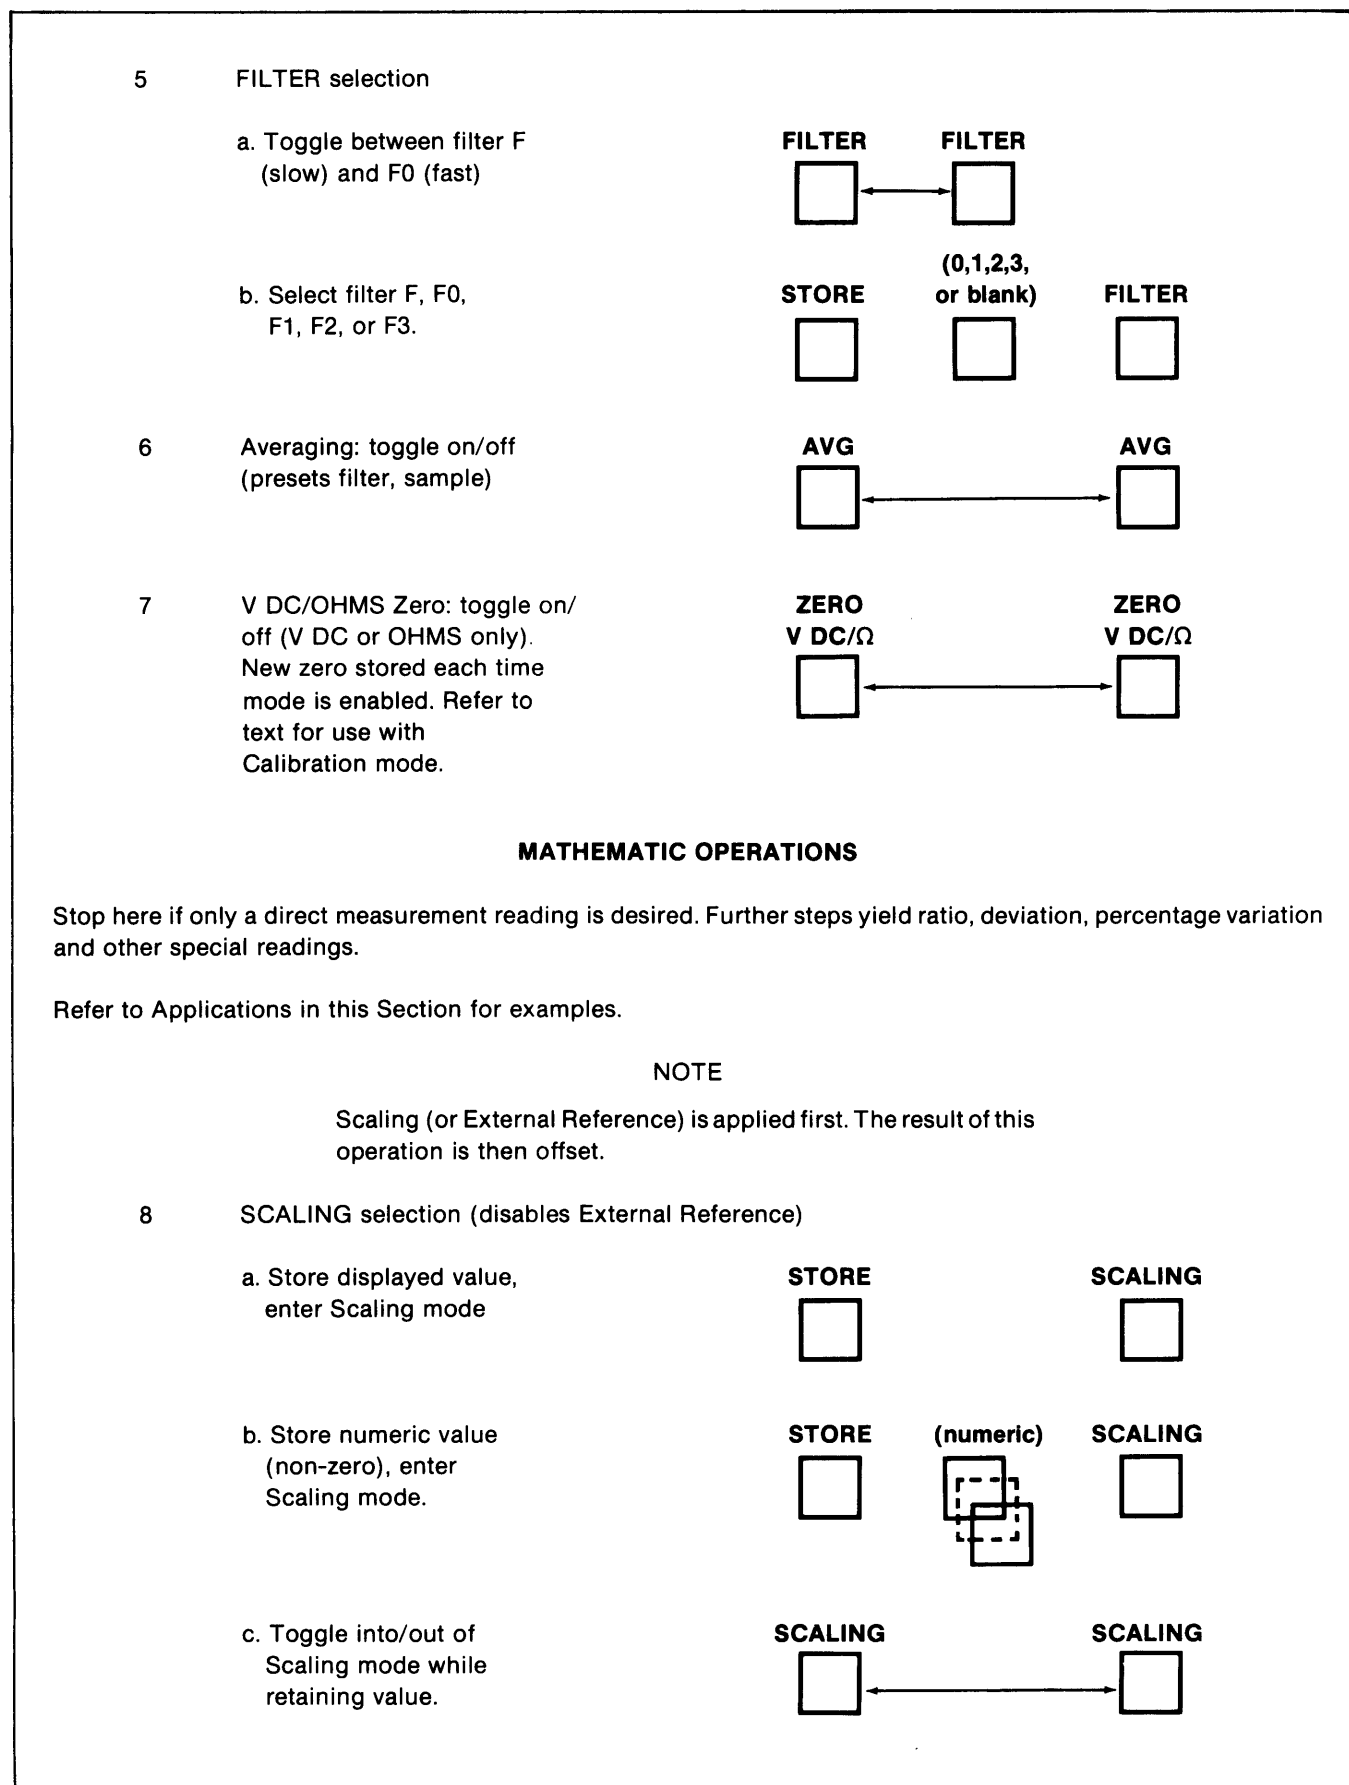 5 FILTER selection
a. Toggle between filter F
(slow) and F0 (fast)
FILTER FILTER
b. Select filter F, F0,
F1, F2, or F3.
STORE (0,1,2,3,
or blank) FILTER
6 Averaging: toggle on/off
(presets filter, sample)
AVG AVG
7 V DC/OHMS Zero: toggle on/
off (V DC or OHMS only).
New zero stored each time
mode is enabled. Refer to
text for use with
Calibration mode.
ZERO ZERO
V DC/Ω V DC/Ω
MATHEMATIC OPERATIONS
Stop here if only a direct measurement reading is desired. Further steps yield ratio, deviation, percentage variation
and other special readings.
Refer to Applications in this Section for examples.
NOTE
Scaling (or External Reference) is applied first. The result of this
operation is then offset.
8 SCALING selection (disables External Reference)
a. Store displayed value,
enter Scaling mode
STORE SCALING
b. Store numeric value
(non-zero), enter
Scaling mode.
STORE (numeric) SCALING
c. Toggle into/out of
Scaling mode while
retaining value.
SCALING SCALING